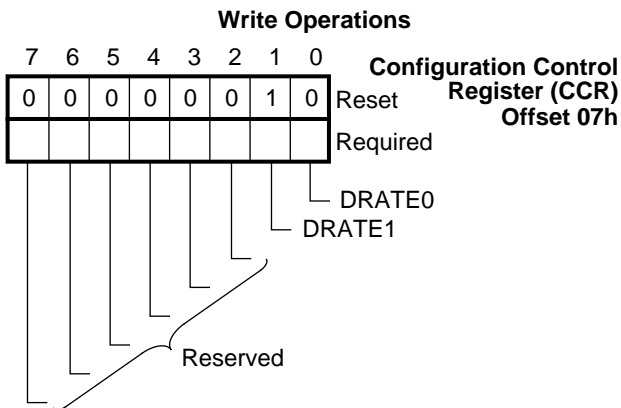 Write Operations
7 6 5 4 3 2 1 0
Configuration Control
Register (CCR)
Offset 07h
0 0 0 0 0 0 1 0 Reset
Required
DRATE0
DRATE1
Reserved